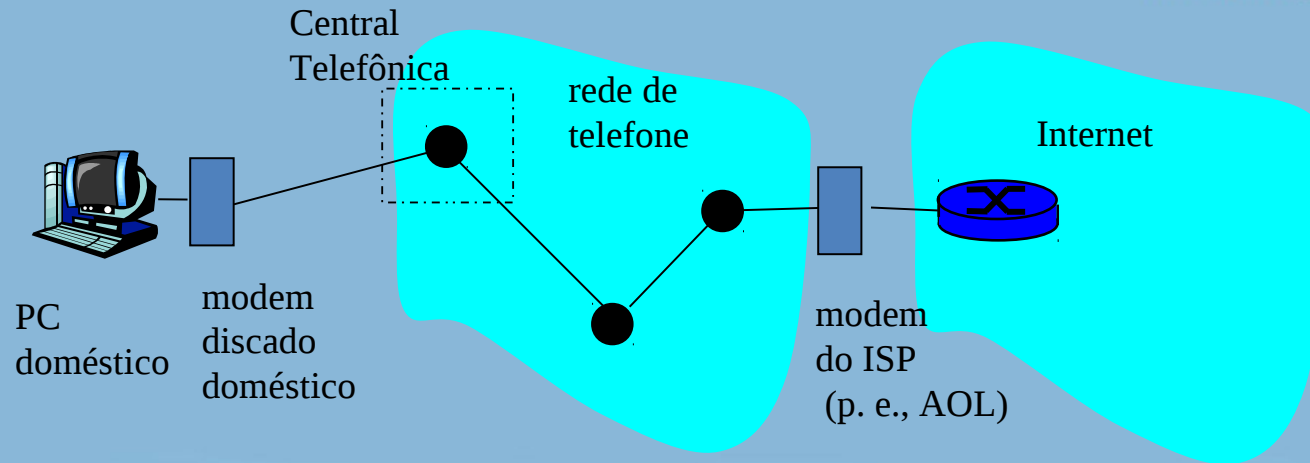 Central
Telefônica
rede de
telefone
Internet
PC
doméstico
modem
discado
doméstico
modem
do ISP
(p. e., AOL)